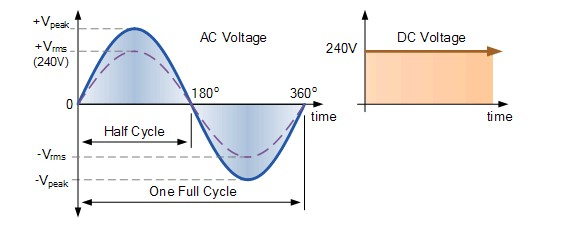 +Vpeak
+Vrms
(240V)
AC Voltage
0
180°
360°
time
Half Cycle
-Vrms
-Vpeak
One Full Cycle
240V
DC Voltage
time